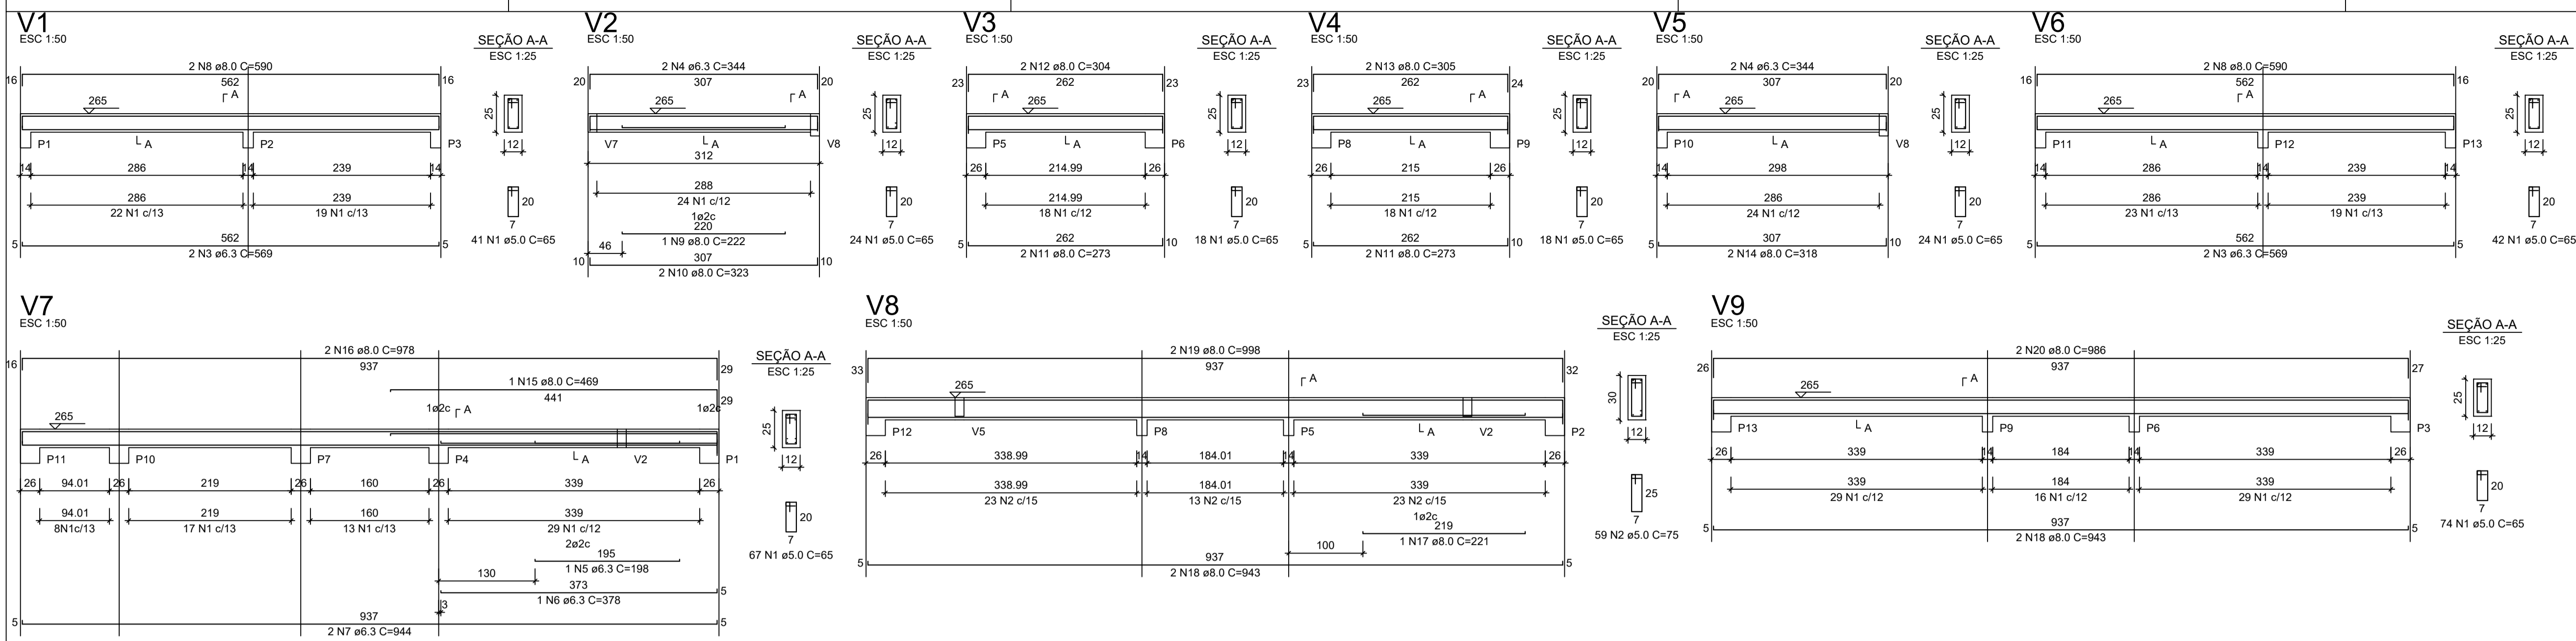 V1
ESC 1:50
SEÇÃO A-A
ESC 1:25
2 N8 ø8.0 C=590
16
562
16
A
265
25
P1
A
P2
P3
12
14
286
14
239
14
286
239
22 N1 c/13
19 N1 c/13
20
7
41 N1 ø5.0 C=65
5
562
5
2 N3 ø6.3 C=569
V2
ESC 1:50
SEÇÃO A-A
ESC 1:25
2 N4 ø6.3 C=344
20
307
20
A
265
25
V7
A
V8
12
312
288
24 N1 c/12
1ø2c
220
46
1 N9 ø8.0 C=222
20
7
24 N1 ø5.0 C=65
10
307
10
2 N10 ø8.0 C=323
V3
ESC 1:50
SEÇÃO A-A
ESC 1:25
2 N12 ø8.0 C=304
23
262
23
A
265
25
P5
A
P6
12
26
214.99
26
214.99
18 N1 c/12
20
7
18 N1 ø5.0 C=65
5
262
10
2 N11 ø8.0 C=273
V4
ESC 1:50
SEÇÃO A-A
ESC 1:25
2 N13 ø8.0 C=305
23
262
24
A
265
25
P8
A
P9
12
26
215
26
215
18 N1 c/12
20
7
18 N1 ø5.0 C=65
5
262
10
2 N11 ø8.0 C=273
V5
ESC 1:50
SEÇÃO A-A
ESC 1:25
2 N4 ø6.3 C=344
20
307
20
A
265
25
P10
A
V8
12
14
298
286
24 N1 c/12
20
7
24 N1 ø5.0 C=65
5
307
10
2 N14 ø8.0 C=318
V6
ESC 1:50
SEÇÃO A-A
ESC 1:25
2 N8 ø8.0 C=590
16
562
16
A
265
25
P11
A
P12
P13
12
14
286
14
239
14
286
239
23 N1 c/13
19 N1 c/13
20
7
42 N1 ø5.0 C=65
5
562
5
2 N3 ø6.3 C=569
V7
ESC 1:50
SEÇÃO A-A
ESC 1:25
2 N16 ø8.0 C=978
16
937
29
1 N15 ø8.0 C=469
441
29
1ø2c
A
1ø2c
265
25
P11
P10
P7
P4
A
V2
P1
12
26
94.01
26
219
26
160
26
339
26
94.01
219
160
339
8N1c/13
17 N1 c/13
13 N1 c/13
29 N1 c/12
20
7
67 N1 ø5.0 C=65
2ø2c
195
130
1 N5 ø6.3 C=198
373
5
3
1 N6 ø6.3 C=378
5
937
5
2 N7 ø6.3 C=944
V8
ESC 1:50
SEÇÃO A-A
ESC 1:25
2 N19 ø8.0 C=998
33
937
32
A
265
30
P12
V5
P8
P5
A
V2
P2
12
26
338.99
14
184.01
14
339
26
338.99
184.01
339
23 N2 c/15
13 N2 c/15
23 N2 c/15
25
7
59 N2 ø5.0 C=75
1ø2c
219
100
1 N17 ø8.0 C=221
5
937
5
2 N18 ø8.0 C=943
V9
ESC 1:50
SEÇÃO A-A
ESC 1:25
2 N20 ø8.0 C=986
26
937
27
A
265
25
P13
A
P9
P6
P3
12
26
339
14
184
14
339
26
339
184
339
29 N1 c/12
16 N1 c/12
29 N1 c/12
20
7
74 N1 ø5.0 C=65
5
937
5
2 N18 ø8.0 C=943